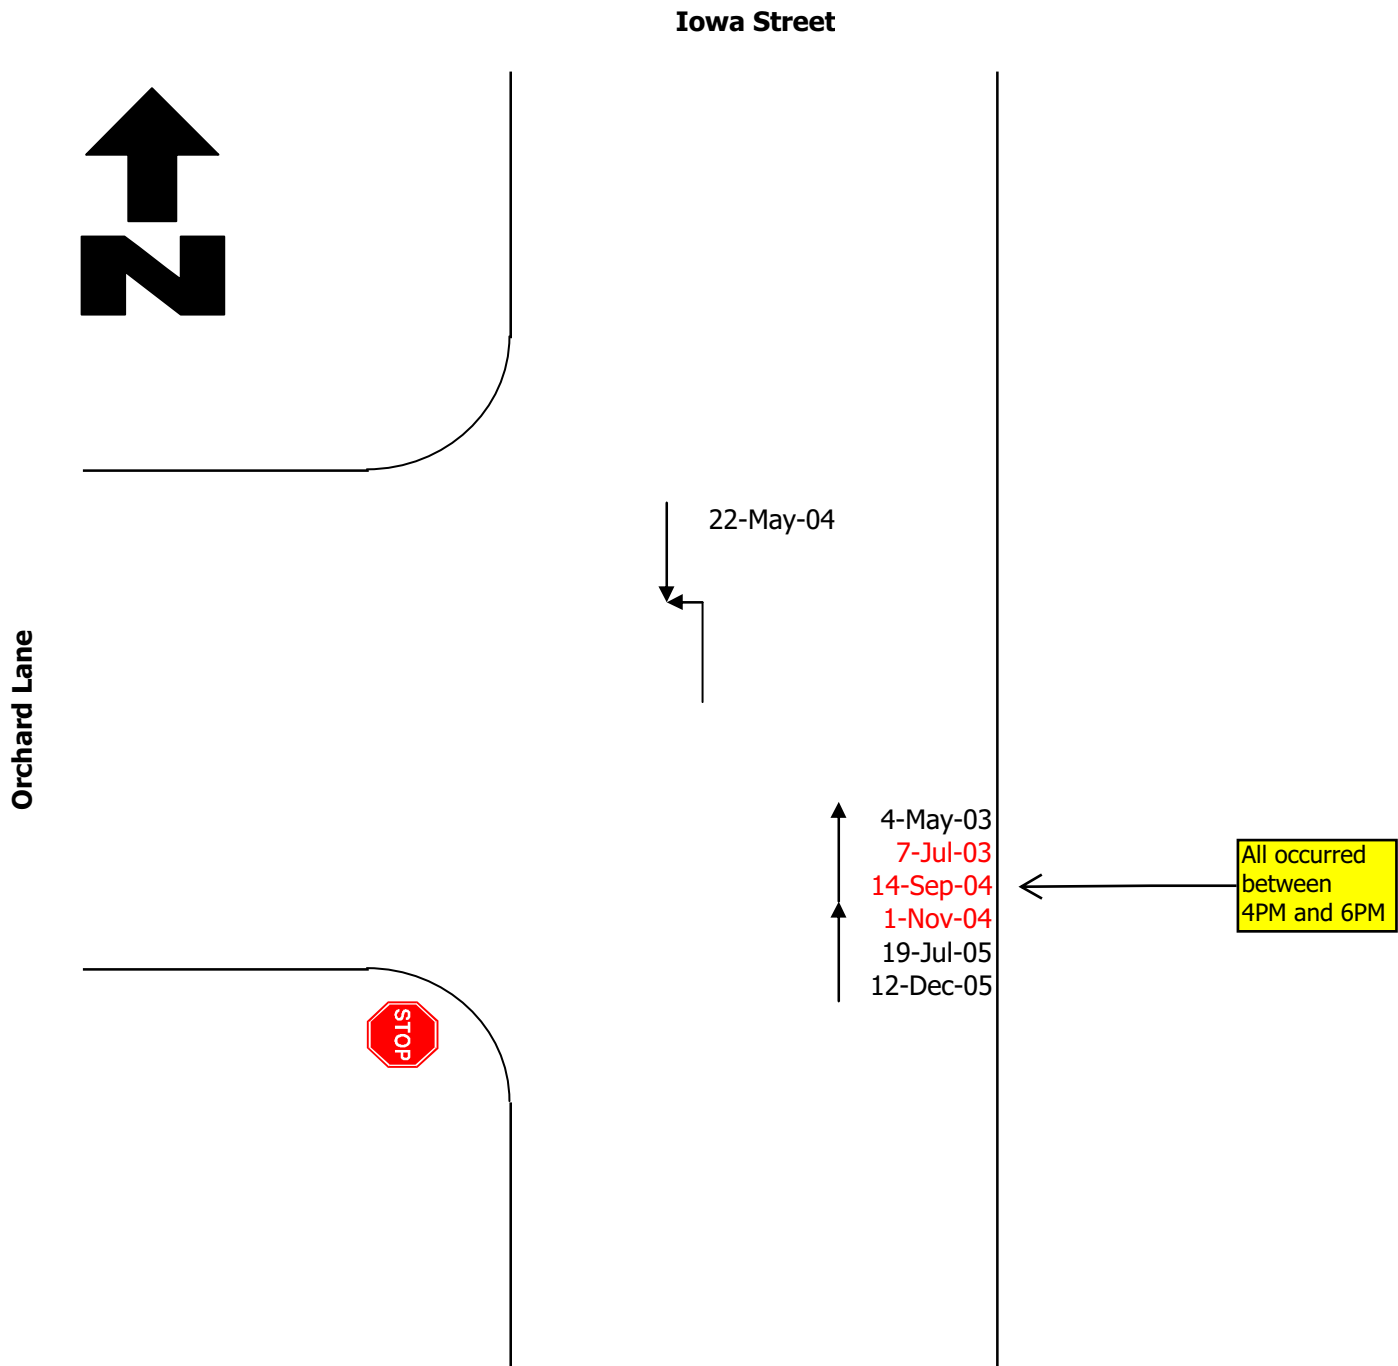 Iowa Street
N
22-May-04
Orchard Lane
4-May-03
7-Jul-03
14-Sep-04
1-Nov-04
19-Jul-05
12-Dec-05
All occurred
between
4PM and 6PM
STOP